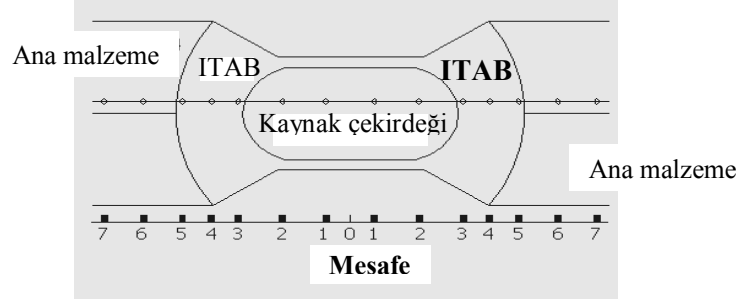 Ana malzeme
ITAB
ITAB
Kaynak çekirdeği
Ana malzeme
7 6 5 4 3 2 1 0 1 2 3 4 5 6 7
Mesafe